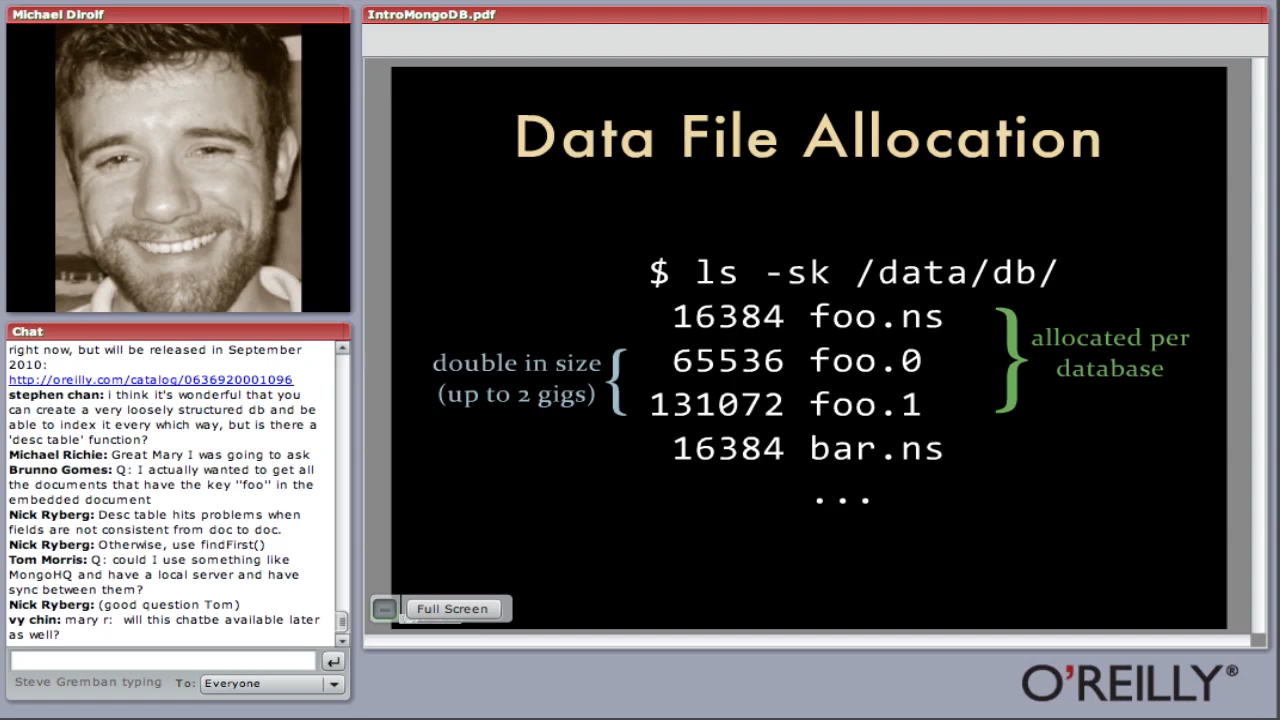 Michael Dirolf
IntroMongoDB.pdf
Data File Allocation
$ ls -sk /data/db/
16384 foo.ns
65536 foo.0
131072 foo.1
16384 bar.ns
...
double in size
(up to 2 gigs)
{
}
allocated per
database
Full Screen
Chat
right now, but will be released in September
2010:
http://oreilly.com/catalog/0636920001096
stephen chan: i think it's wonderful that you
can create a very loosely structured db and be
able to index it every which way, but is there a
'desc table' function?
Michael Richie: Great Mary I was going to ask
Brunno Gomes: Q: I actually wanted to get all
the documents that have the key "foo" in the
embedded document
Nick Ryberg: Desc table hits problems when
fields are not consistent from doc to doc.
Nick Ryberg: Otherwise, use findFirst()
Tom Morris: Q: could I use something like
MongoHQ and have a local server and have
sync between them?
Nick Ryberg: (good question Tom)
vy chin: mary r: will this chatbe available later
as well?
Steve Gremban typing
To: Everyone
O'REILLY®